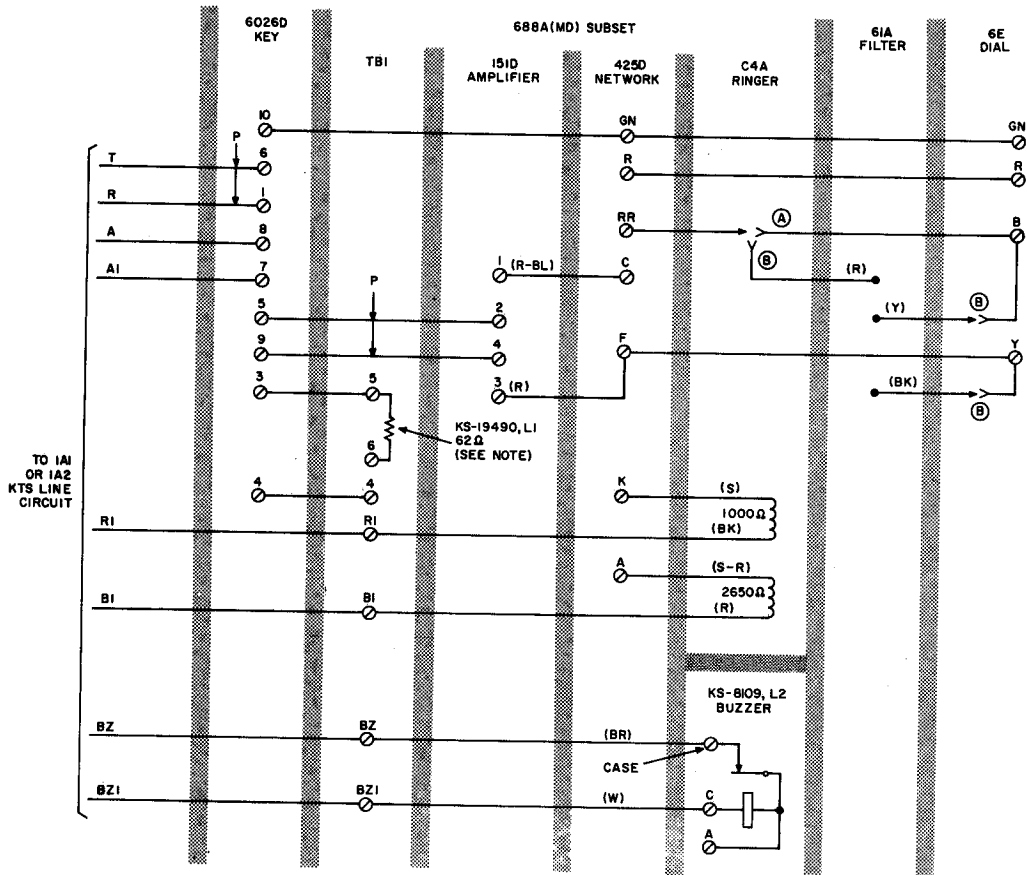 6026D
KEY
TB1
688A(MD) SUBSET
151D
AMPLIFIER
425D
NETWORK
C4A
RINGER
61A
FILTER
6E
DIAL
10
GN
GN
P
T
6
R
R
R
1
RR
A
B
A
8
B
A1
7
1
(R-BL)
C
(R)
P
5
2
(Y)
B
9
4
F
Y
3
5
3
(R)
(BK)
B
KS-19490, L1
62Ω
(SEE NOTE)
6
TO 1A1
OR 1A2
KTS LINE
CIRCUIT
4
4
K
(S)
1000Ω
R1
R1
(BK)
A
(S-R)
2650Ω
B1
B1
(R)
KS-8109, L2
BUZZER
BZ
BZ
(BR)
CASE
BZ1
BZ1
(W)
C
A